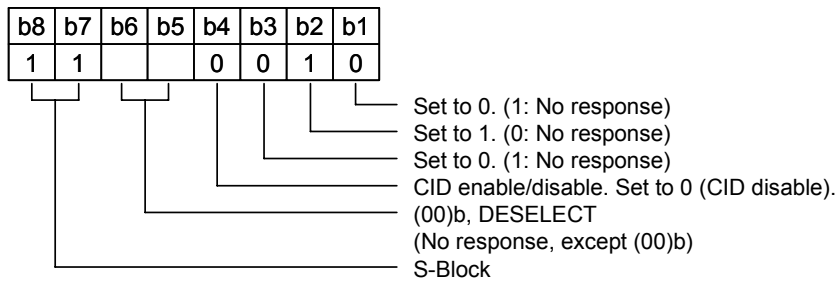 b8 b7 b6 b5 b4 b3 b2 b1
1 1 0 0 1 0
Set to 0. (1: No response)
Set to 1. (0: No response)
Set to 0. (1: No response)
CID enable/disable. Set to 0 (CID disable).
(00)b, DESELECT
(No response, except (00)b)
S-Block